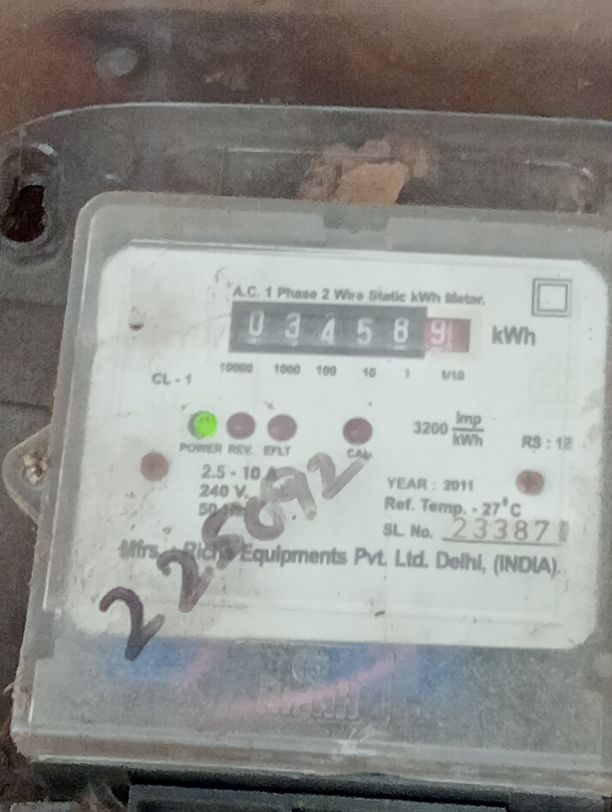 A.C. 1 Phase 2 Wire Static kWh Meter.
0 3 4 5 8 9 kWh
10000 1000 100 10 1 1/10
CL - 1
3200 Imp/kWh
RS : 12
POWER REV. EFLT CAL
2.5 - 10 A
240 V.
50
YEAR : 2011
Ref. Temp. - 27°C
SL. No. 23387
225092
Mfrs. Equipments Pvt. Ltd. Delhi, (INDIA)